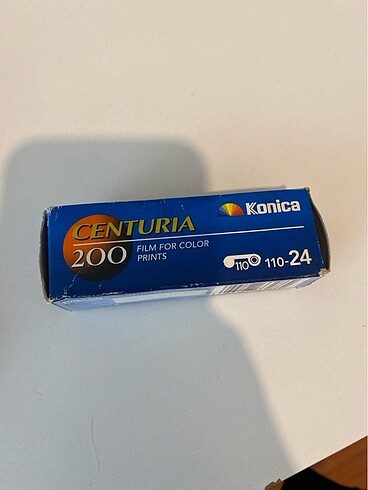 CENTURIA
200
FILM FOR COLOR
PRINTS
Konica
110
110-24